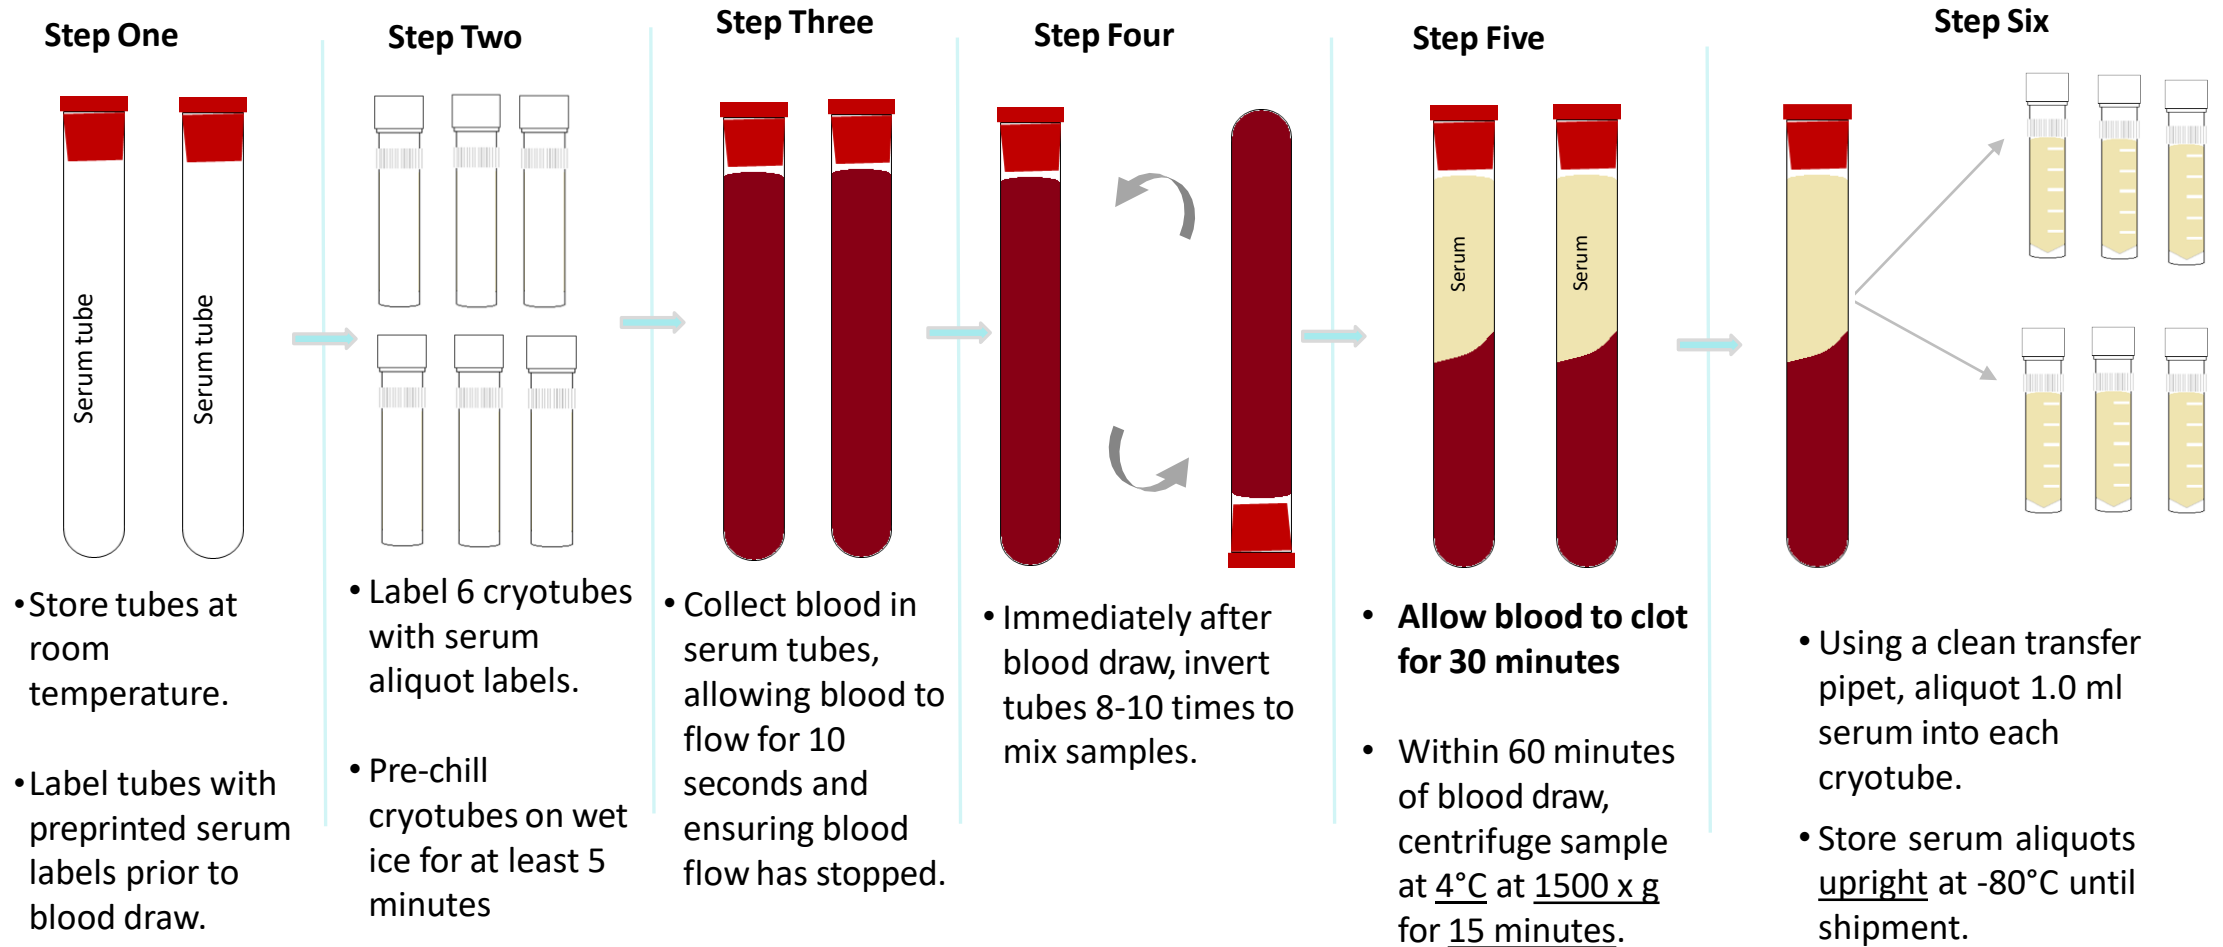 Step One
Serum tube
Serum tube
•Store tubes at
room
temperature.
•Label tubes with
preprinted serum
labels prior to
blood draw.
Step Two
•Label 6 cryotubes
with serum
aliquot labels.
•Pre-chill
cryotubes on wet
ice for at least 5
minutes
Step Three
•Collect blood in
serum tubes,
allowing blood to
flow for 10
seconds and
ensuring blood
flow has stopped.
Step Four
•Immediately after
blood draw, invert
tubes 8-10 times to
mix samples.
Step Five
Serum
Serum
• Allow blood to clot
for 30 minutes
• Within 60 minutes
of blood draw,
centrifuge sample
at 4°C at 1500 x g
for 15 minutes.
Step Six
•Using a clean transfer
pipet, aliquot 1.0 ml
serum into each
cryotube.
•Store serum aliquots
upright at -80°C until
shipment.